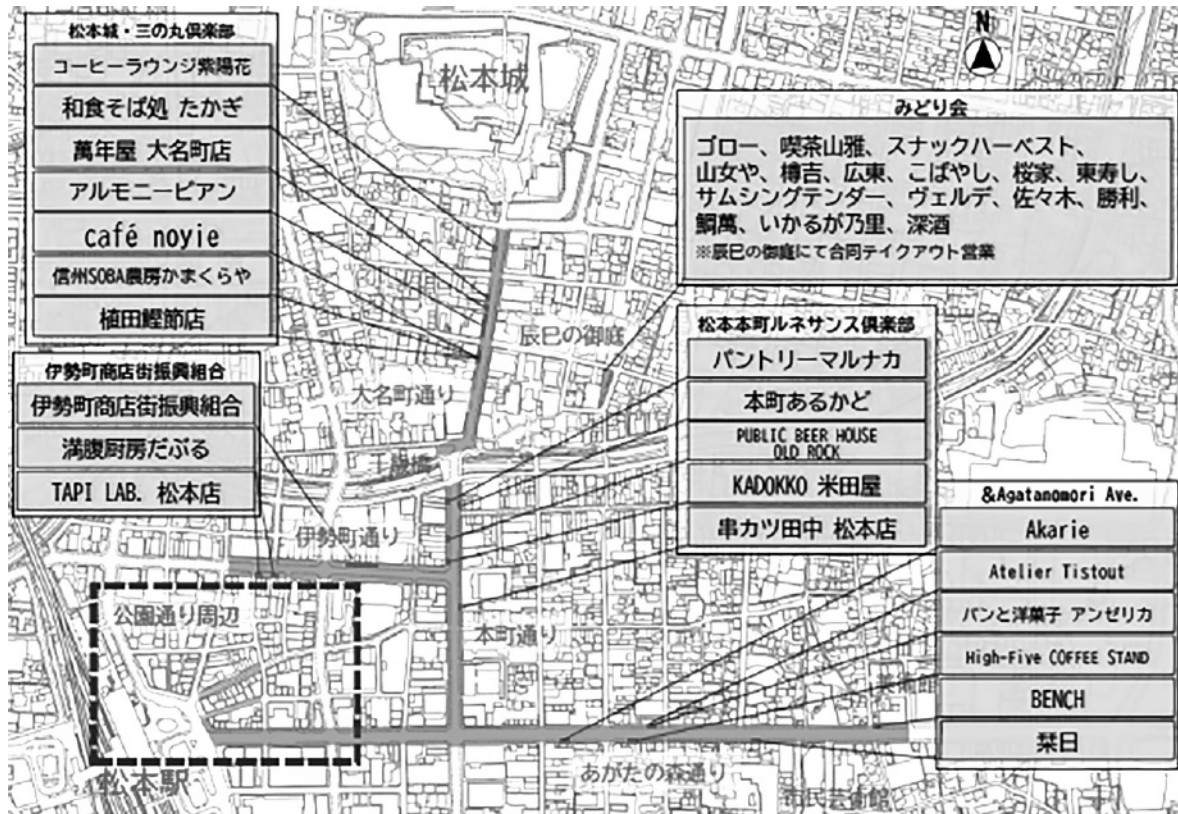 松本城・三の丸倶楽部
コーヒーラウンジ紫陽花
和食そば処 たかぎ
萬年屋 大名町店
アルモニービアン
café noyie
信州SOBA農房かまくらや
植田鰹節店
伊勢町商店街振興組合
伊勢町商店街振興組合
満腹厨房だぶる
TAPI LAB. 松本店
松本城
N
みどり会
ゴロー、喫茶山雅、スナックハーベスト、
山女や、樽吉、広東、こばやし、桜家、東寿し、
サムシングテンダー、ヴェルデ、佐々木、勝利、
鯛萬、いかるが乃里、深酒
※辰巳の御庭にて合同テイクアウト営業
松本本町ルネサンス倶楽部
パントリーマルナカ
本町あるかど
PUBLIC BEER HOUSE
OLD ROCK
KADOKKO 米田屋
串カツ田中 松本店
&Agatanomori Ave.
Akarie
Atelier Tistout
パンと洋菓子 アンゼリカ
High-Five COFFEE STAND
BENCH
栞日
辰巳の御庭
大名町通り
千歳橋
伊勢町通り
公園通り周辺
本町通り
美術館
松本駅
あがたの森通り
市民芸術館